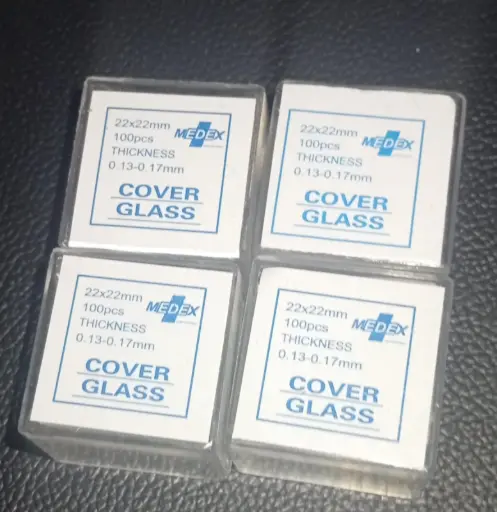 22x22mm
100pcs
THICKNESS
0.13-0.17mm
MEDEX
COVER
GLASS
22x22mm
100pcs
THICKNESS
0.13-0.17mm
MEDEX
COVER
GLASS
22x22mm
100pcs
THICKNESS
0.13-0.17mm
MEDEX
COVER
GLASS
22x22mm
100pcs
THICKNESS
0.13-0.17mm
MEDEX
COVER
GLASS